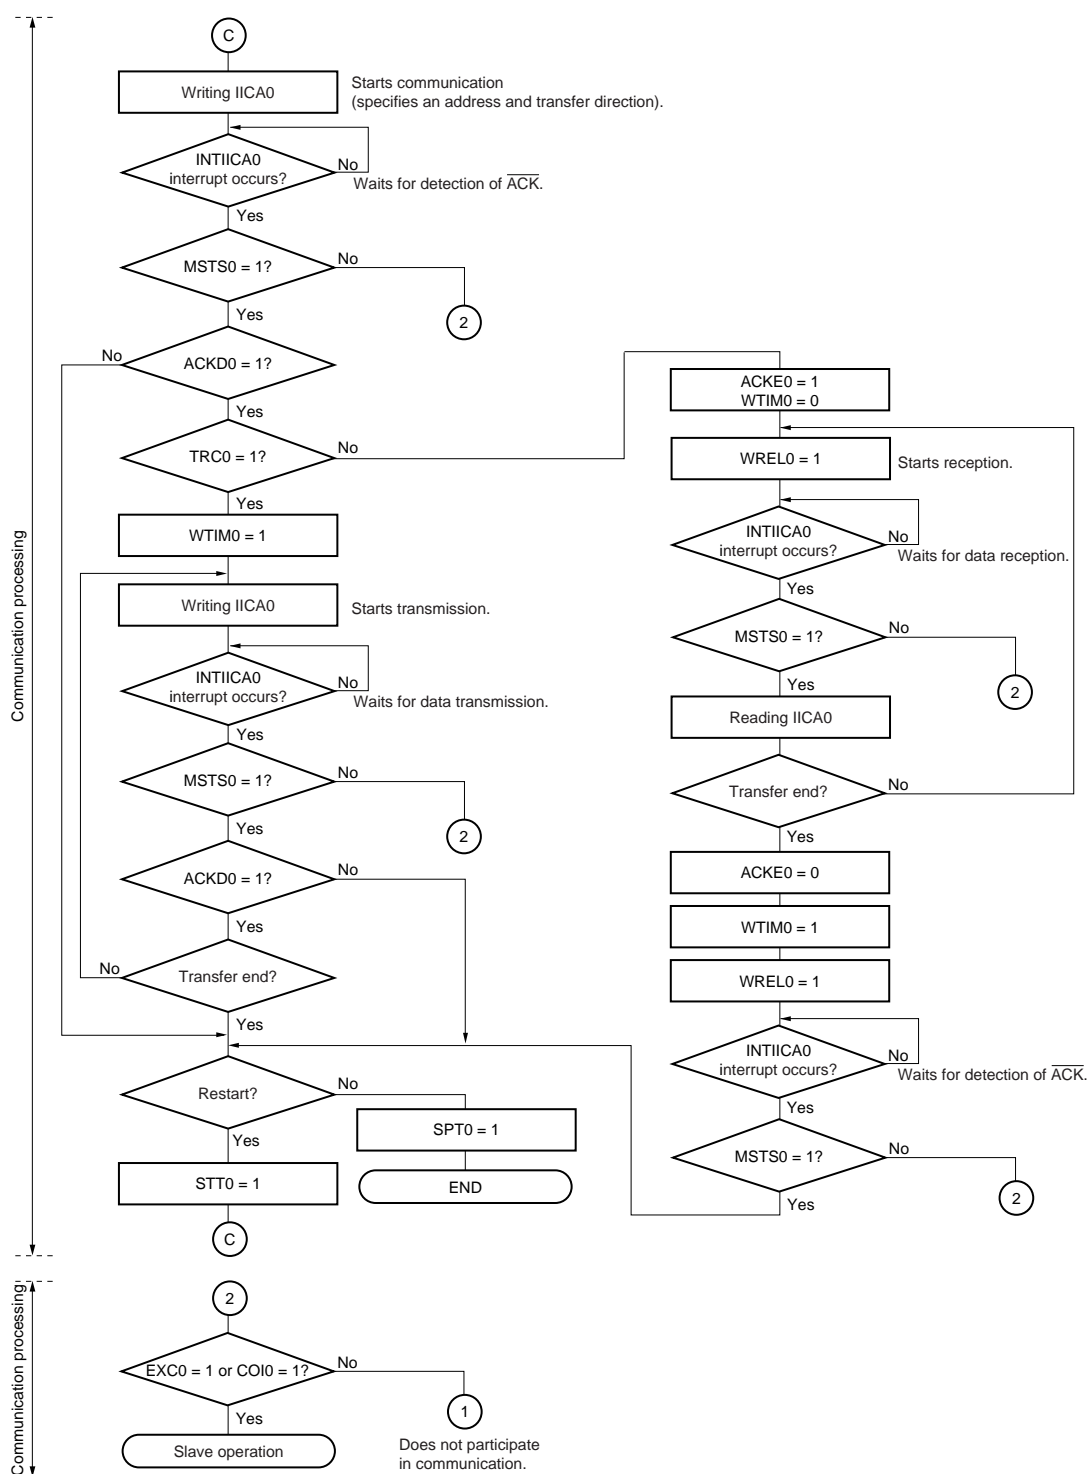 C
Writing IICA0
Starts communication
(specifies an address and transfer direction).
INTIICA0
interrupt occurs?
No
Waits for detection of ACK.
Yes
MSTS0 = 1?
No
2
Yes
No
ACKD0 = 1?
Yes
TRC0 = 1?
No
Yes
WTIM0 = 1
Writing IICA0
Starts transmission.
INTIICA0
interrupt occurs?
No
Waits for data transmission.
Yes
MSTS0 = 1?
No
2
Yes
ACKD0 = 1?
No
Yes
No
Transfer end?
Yes
Restart?
No
SPT0 = 1
END
Yes
STT0 = 1
C
ACKE0 = 1
WTIM0 = 0
WREL0 = 1
Starts reception.
INTIICA0
interrupt occurs?
No
Waits for data reception.
Yes
MSTS0 = 1?
No
2
Yes
Reading IICA0
Transfer end?
No
Yes
ACKE0 = 0
WTIM0 = 1
WREL0 = 1
INTIICA0
interrupt occurs?
No
Waits for detection of ACK.
Yes
MSTS0 = 1?
No
2
Yes
Communication processing
2
EXC0 = 1 or COI0 = 1?
No
1
Does not participate
in communication.
Yes
Slave operation
Communication processing